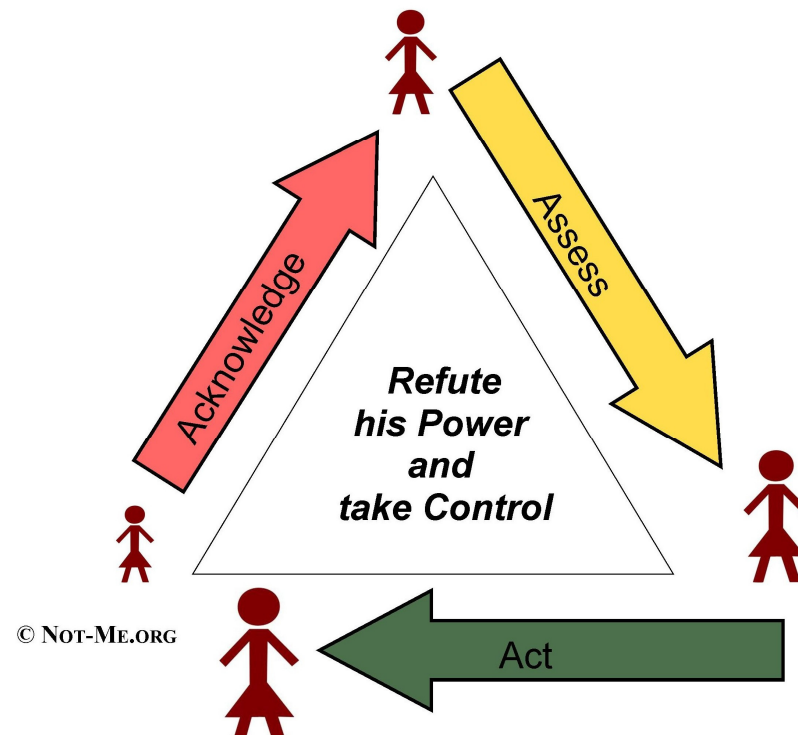 Acknowledge
Assess
Refute
his Power
and
take Control
Act
© NOT-ME.ORG